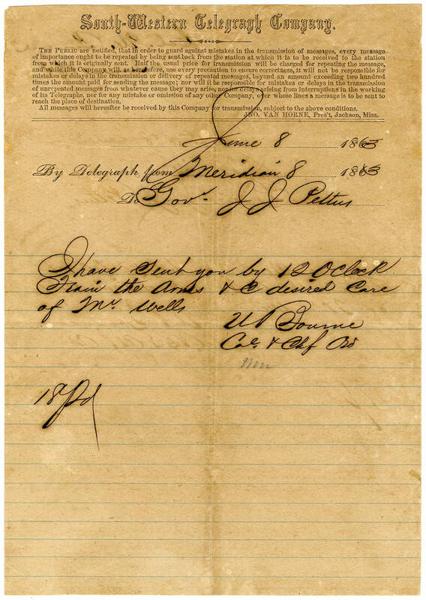 South-Western Telegraph Company.
THE PUBLIC are notified, that in order to guard against mistakes in the transmission of messages, every message
of importance ought to be repeated by being sent back from the station at which it is to be received to the station
from which it is originally sent. Half the usual price for transmission will be charged for repeating the message,
and while this Company will, as heretofore, use every precaution to ensure correctness, it will not be responsible for
mistakes or delays in the transmission or delivery of repeated messages, beyond an amount exceeding one hundred
times the amount paid for sending the message; nor will it be responsible for mistakes or delays in the transmission
of unrepeated messages from whatever cause they may arise, nor for delay arising from interruptions in the working
of its Telegraphs, nor for any mistake or omission of any other Company, over whose lines a message is to be sent to
reach the place of destination.
All messages will hereafter be received by this Company for transmission, subject to the above conditions.
JNO. VAN HORNE, Pres't, Jackson, Miss.
June 8 1863
By Telegraph from Meridian 8 1863
To Gov. J J Pettus
I have sent you by 12 OClock
Train the Arms &c desired Care
of Mr Wells
W Bourne
Col & Chf Ord
18 Pd